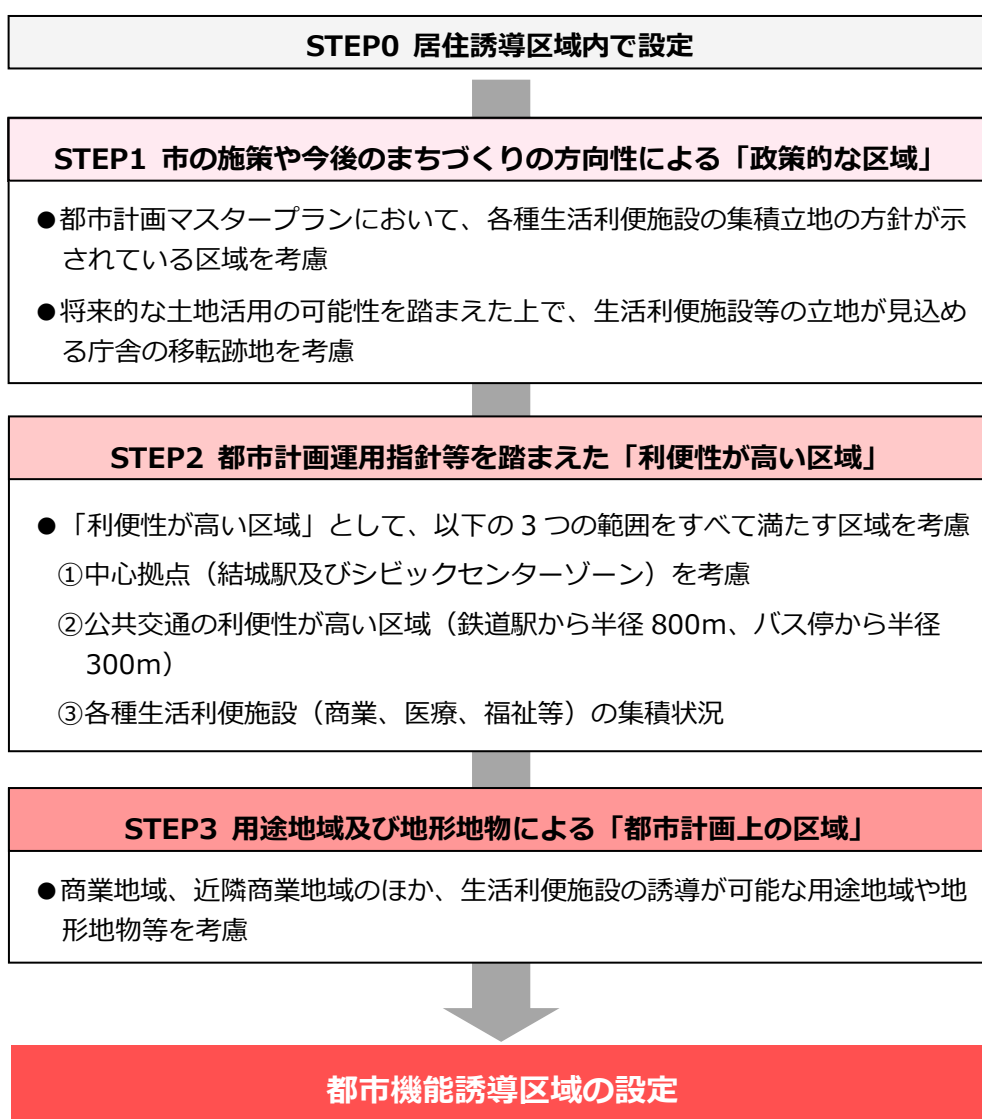 STEP0 居住誘導区域内で設定
STEP1 市の施策や今後のまちづくりの方向性による「政策的な区域」
●都市計画マスタープランにおいて、各種生活利便施設の集積立地の方針が示
されている区域を考慮
●将来的な土地活用の可能性を踏まえた上で、生活利便施設等の立地が見込め
る庁舎の移転跡地を考慮
STEP2 都市計画運用指針等を踏まえた「利便性が高い区域」
●「利便性が高い区域」として、以下の3つの範囲をすべて満たす区域を考慮
①中心拠点（結城駅及びシビックセンターゾーン）を考慮
②公共交通の利便性が高い区域（鉄道駅から半径 800m、バス停から半径
300m）
③各種生活利便施設（商業、医療、福祉等）の集積状況
STEP3 用途地域及び地形地物による「都市計画上の区域」
●商業地域、近隣商業地域のほか、生活利便施設の誘導が可能な用途地域や地
形地物等を考慮
都市機能誘導区域の設定